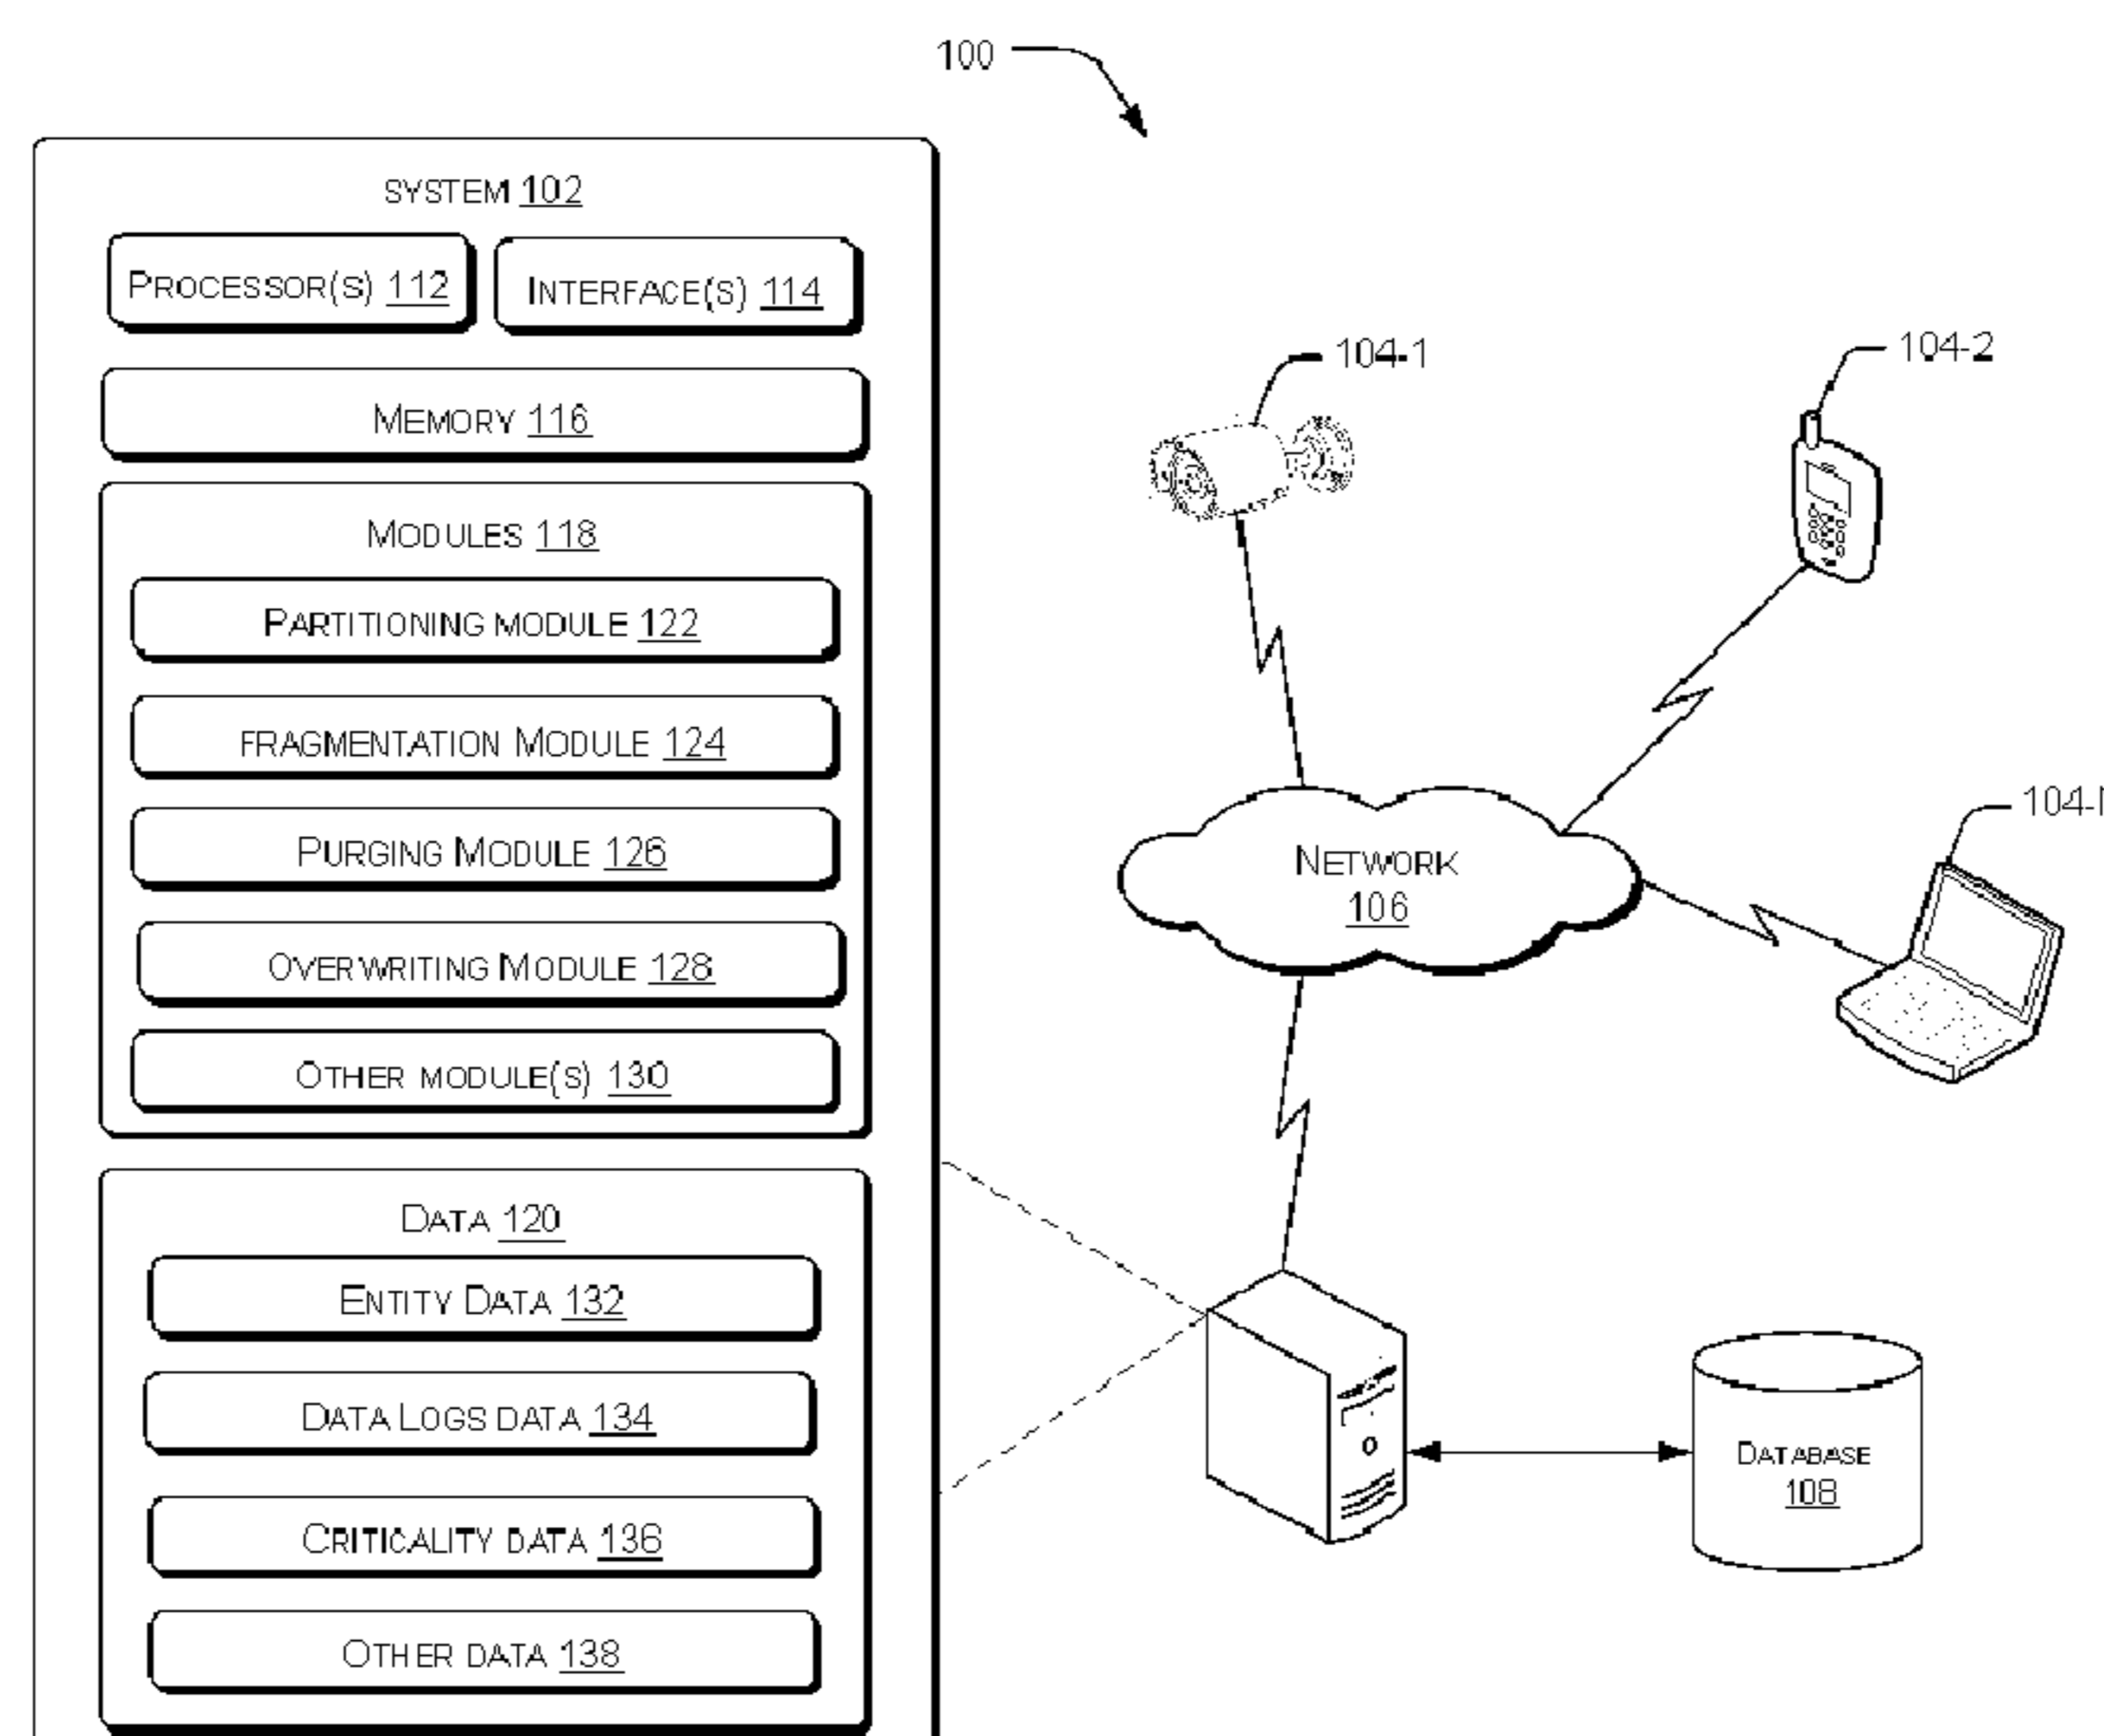 100
SYSTEM 102
PROCESSOR(S) 112
INTERFACE(S) 114
MEMORY 116
MODULES 118
PARTITIONING MODULE 122
FRAGMENTATION MODULE 124
PURGING MODULE 126
OVERWRITING MODULE 128
OTHER MODULE(S) 130
DATA 120
ENTITY DATA 132
DATA LOGS DATA 134
CRITICALITY DATA 136
OTHER DATA 138
104-1
104-2
104-
NETWORK
106
DATABASE
108